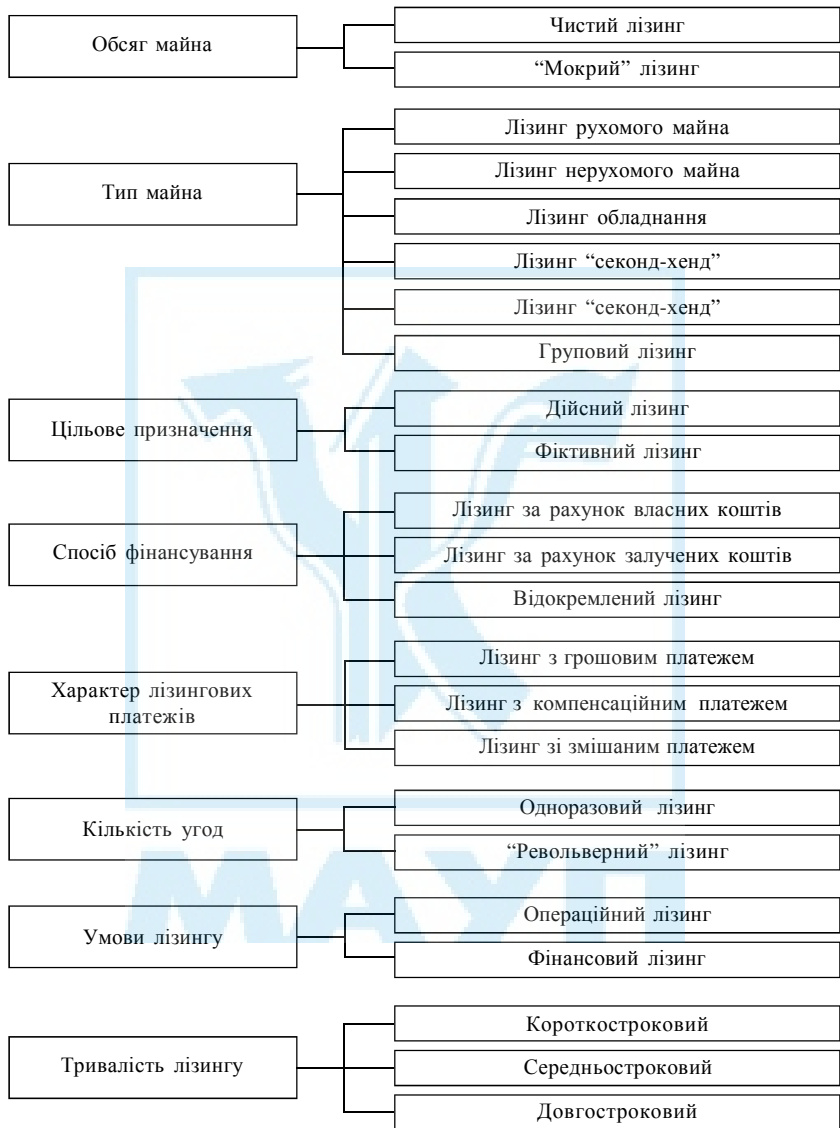 Обсяг майна
Чистий лізинг
“Мокрий” лізинг
Тип майна
Лізинг рухомого майна
Лізинг нерухомого майна
Лізинг обладнання
Лізинг “секонд-хенд”
Лізинг “секонд-хенд”
Груповий лізинг
Цільове призначення
Дійсний лізинг
Фіктивний лізинг
Спосіб фінансування
Лізинг за рахунок власних коштів
Лізинг за рахунок залучених коштів
Відокремлений лізинг
Характер лізингових
платежів
Лізинг з грошовим платежем
Лізинг з компенсаційним платежем
Лізинг зі змішаним платежем
Кількість угод
Одноразовий лізинг
“Револьверний” лізинг
Умови лізингу
Операційний лізинг
Фінансовий лізинг
Тривалість лізингу
Короткостроковий
Середньостроковий
Довгостроковий
МАУП